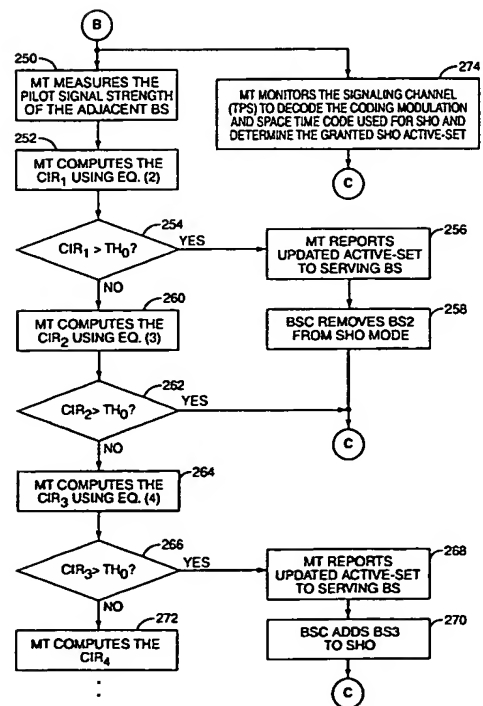 B
250
MT MEASURES THE
PILOT SIGNAL STRENGTH
OF THE ADJACENT BS
274
MT MONITORS THE SIGNALING CHANNEL
(TPS) TO DECODE THE CODING MODULATION
AND SPACE TIME CODE USED FOR SHO AND
DETERMINE THE GRANTED SHO ACTIVE-SET
C
252
MT COMPUTES THE
CIR₁ USING EQ. (2)
254
CIR₁ > TH₀?
YES
NO
256
MT REPORTS
UPDATED ACTIVE-SET
TO SERVING BS
258
BSC REMOVES BS2
FROM SHO MODE
260
MT COMPUTES THE
CIR₂ USING EQ. (3)
262
CIR₂> TH₀?
YES
NO
C
264
MT COMPUTES THE
CIR₃ USING EQ. (4)
266
CIR₃> TH₀?
YES
NO
268
MT REPORTS
UPDATED ACTIVE-SET
TO SERVING BS
270
BSC ADDS BS3
TO SHO
C
272
MT COMPUTES THE
CIR₄